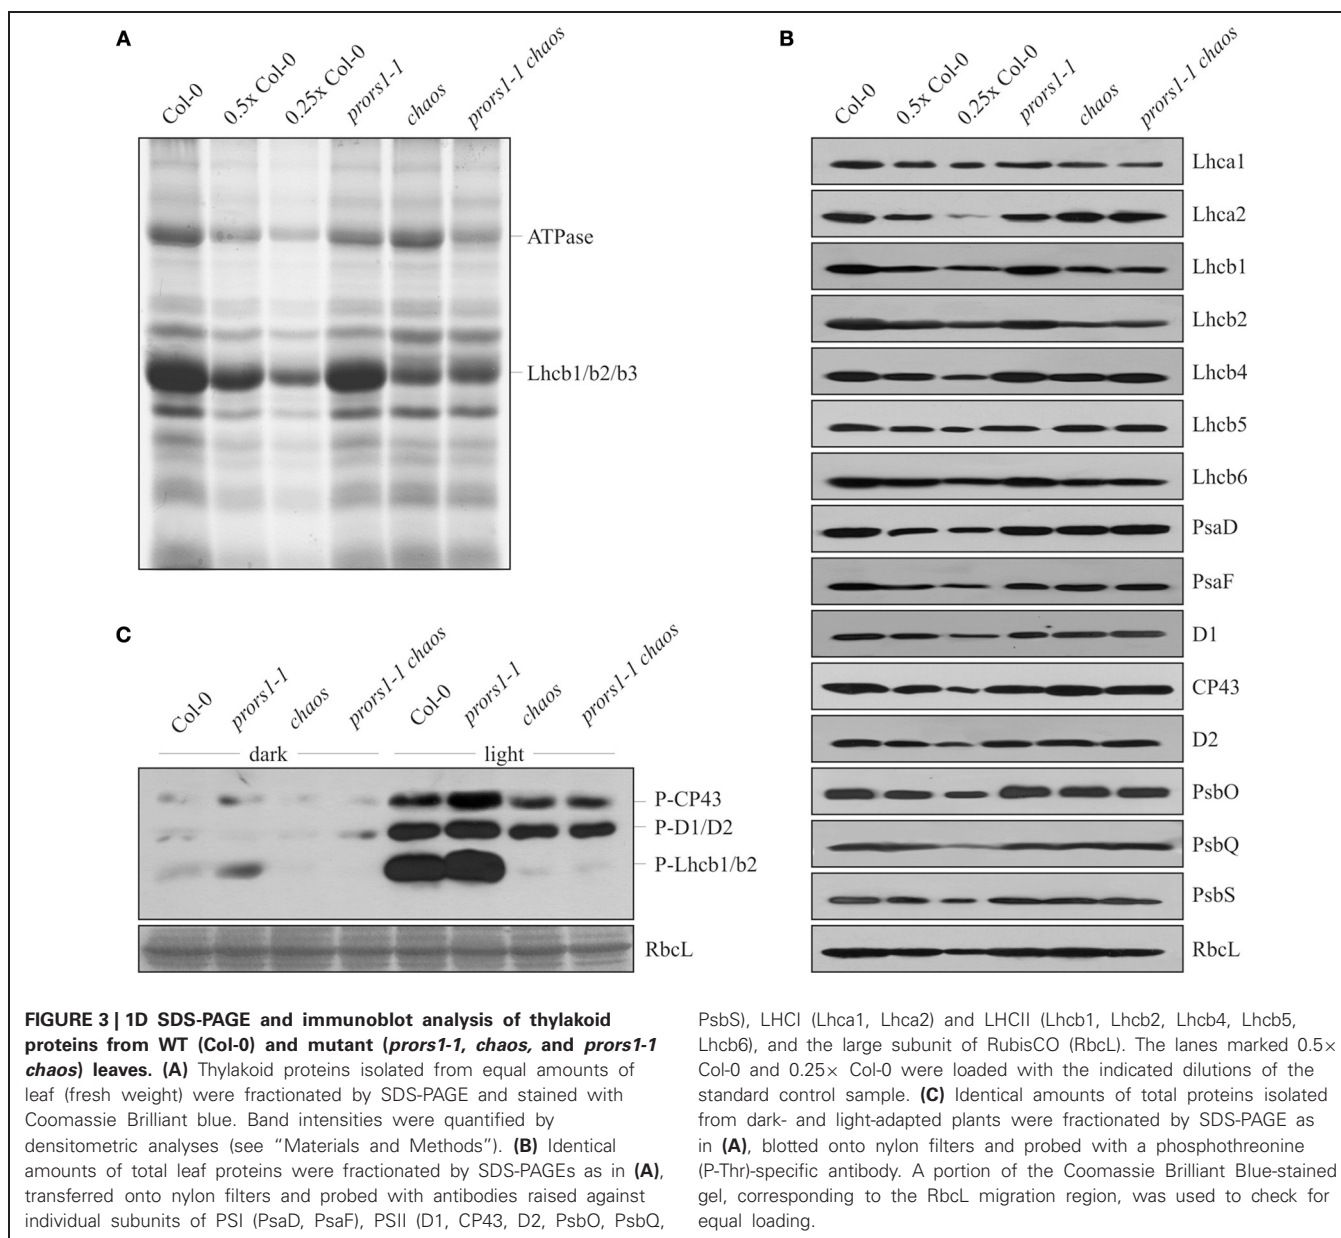 A
Col-0
0.5x Col-0
0.25x Col-0
prors1-1
chaos
prors1-1 chaos
ATPase
Lhcb1/b2/b3
B
Col-0
0.5x Col-0
0.25x Col-0
prors1-1
chaos
prors1-1 chaos
Lhca1
Lhca2
Lhcb1
Lhcb2
Lhcb4
Lhcb5
Lhcb6
PsaD
PsaF
D1
CP43
D2
PsbO
PsbQ
PsbS
RbcL
C
Col-0
prors1-1
chaos
prors1-1 chaos
Col-0
prors1-1
chaos
prors1-1 chaos
dark
light
P-CP43
P-D1/D2
P-Lhcb1/b2
RbcL
FIGURE 3 | 1D SDS-PAGE and immunoblot analysis of thylakoid
proteins from WT (Col-0) and mutant (prors1-1, chaos, and prors1-1
chaos) leaves. (A) Thylakoid proteins isolated from equal amounts of
leaf (fresh weight) were fractionated by SDS-PAGE and stained with
Coomassie Brilliant blue. Band intensities were quantified by
densitometric analyses (see “Materials and Methods”). (B) Identical
amounts of total leaf proteins were fractionated by SDS-PAGEs as in (A),
transferred onto nylon filters and probed with antibodies raised against
individual subunits of PSI (PsaD, PsaF), PSII (D1, CP43, D2, PsbO, PsbQ,
PsbS), LHCI (Lhca1, Lhca2) and LHCII (Lhcb1, Lhcb2, Lhcb4, Lhcb5,
Lhcb6), and the large subunit of RubisCO (RbcL). The lanes marked 0.5×
Col-0 and 0.25× Col-0 were loaded with the indicated dilutions of the
standard control sample. (C) Identical amounts of total proteins isolated
from dark- and light-adapted plants were fractionated by SDS-PAGE as
in (A), blotted onto nylon filters and probed with a phosphothreonine
(P-Thr)-specific antibody. A portion of the Coomassie Brilliant Blue-stained
gel, corresponding to the RbcL migration region, was used to check for
equal loading.